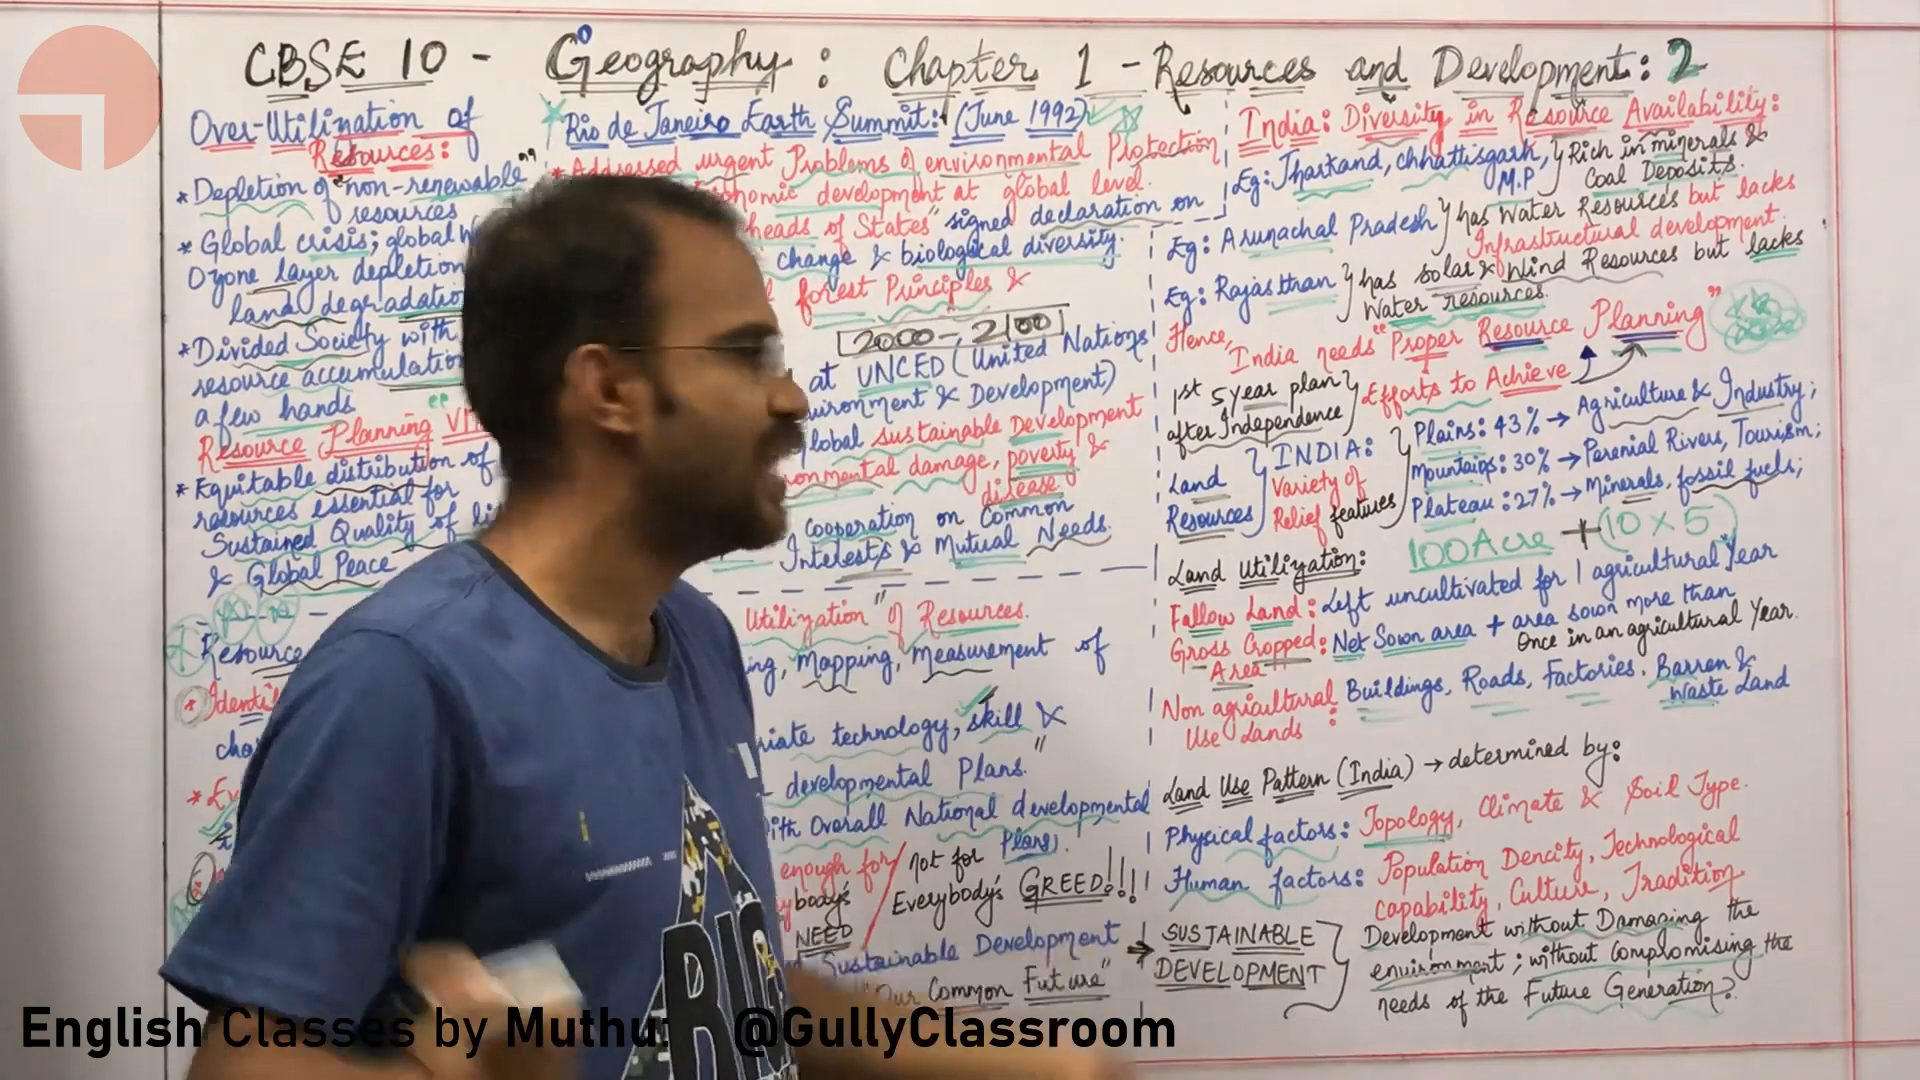 CBSE 10 - Geography : Chapter 1 - Resources and Development: 2
Over-Utilization of
Resources:
* Depletion of "non-renewable"
resources
* Global crisis; global
Ozone layer depletion
land degradation
* Divided Society with
resource accumulation
a few hands
Resource Planning
* Equitable distribution of
resources essential for
Sustained Quality of
& Global Peace
Resource
*
*
Rio de Janeiro Earth Summit: (June 1992)
* Addressed urgent Problems of environmental Protection
economic development at global level.
heads of States" signed declaration on
change & biological diversity.
forest Principles &
2000 - 2100
at UNCED (United Nations
& Development)
global sustainable Development
damage, poverty &
disease.
cooperation on Common
Interests & Mutual Needs.
Utilization" of Resources.
Mapping, Measurement of
technology, skill &
developmental Plans."
with Overall National developmental
Plans.
enough for / not for
NEED Everybody's GREED!!!
Sustainable Development
"Our Common Future"
India: Diversity in Resource Availability:
Eg: Jharkand, chhattisgarh, M.P } Rich in minerals & Coal Deposits.
Eg: Arunachal Pradesh } has Water Resources but lacks
Infrastructural development.
Eg: Rajasthan } has solar & Wind Resources but lacks
Water resources.
Hence, India needs "Proper Resource Planning"
1st 5 year plan
after Independence } Efforts to Achieve
Land
Resources } INDIA:
Variety of
Relief features
Plains: 43% → Agriculture & Industry;
Mountains: 30% → Perenial Rivers, Tourism;
Plateau: 27% → Minerals, fossil fuels;
100 Acre + (10 X 5)
Land Utilization:
Fallow Land: Left uncultivated for 1 agricultural Year
Gross Cropped Area: Net Sown area + area sown more than
Once in an agricultural Year.
Non agricultural
Use Lands : Buildings, Roads, Factories. Barren &
Waste Land
Land Use Pattern (India) → determined by:
Physical factors: Topology, Climate & Soil Type.
Human factors: Population Dencity, Technological
capability, Culture, Tradition
→ SUSTAINABLE
DEVELOPMENT }
Development without Damaging the
environment; without Complomising the
needs of the Future Generation?
English Classes by Muthu: @GullyClassroom